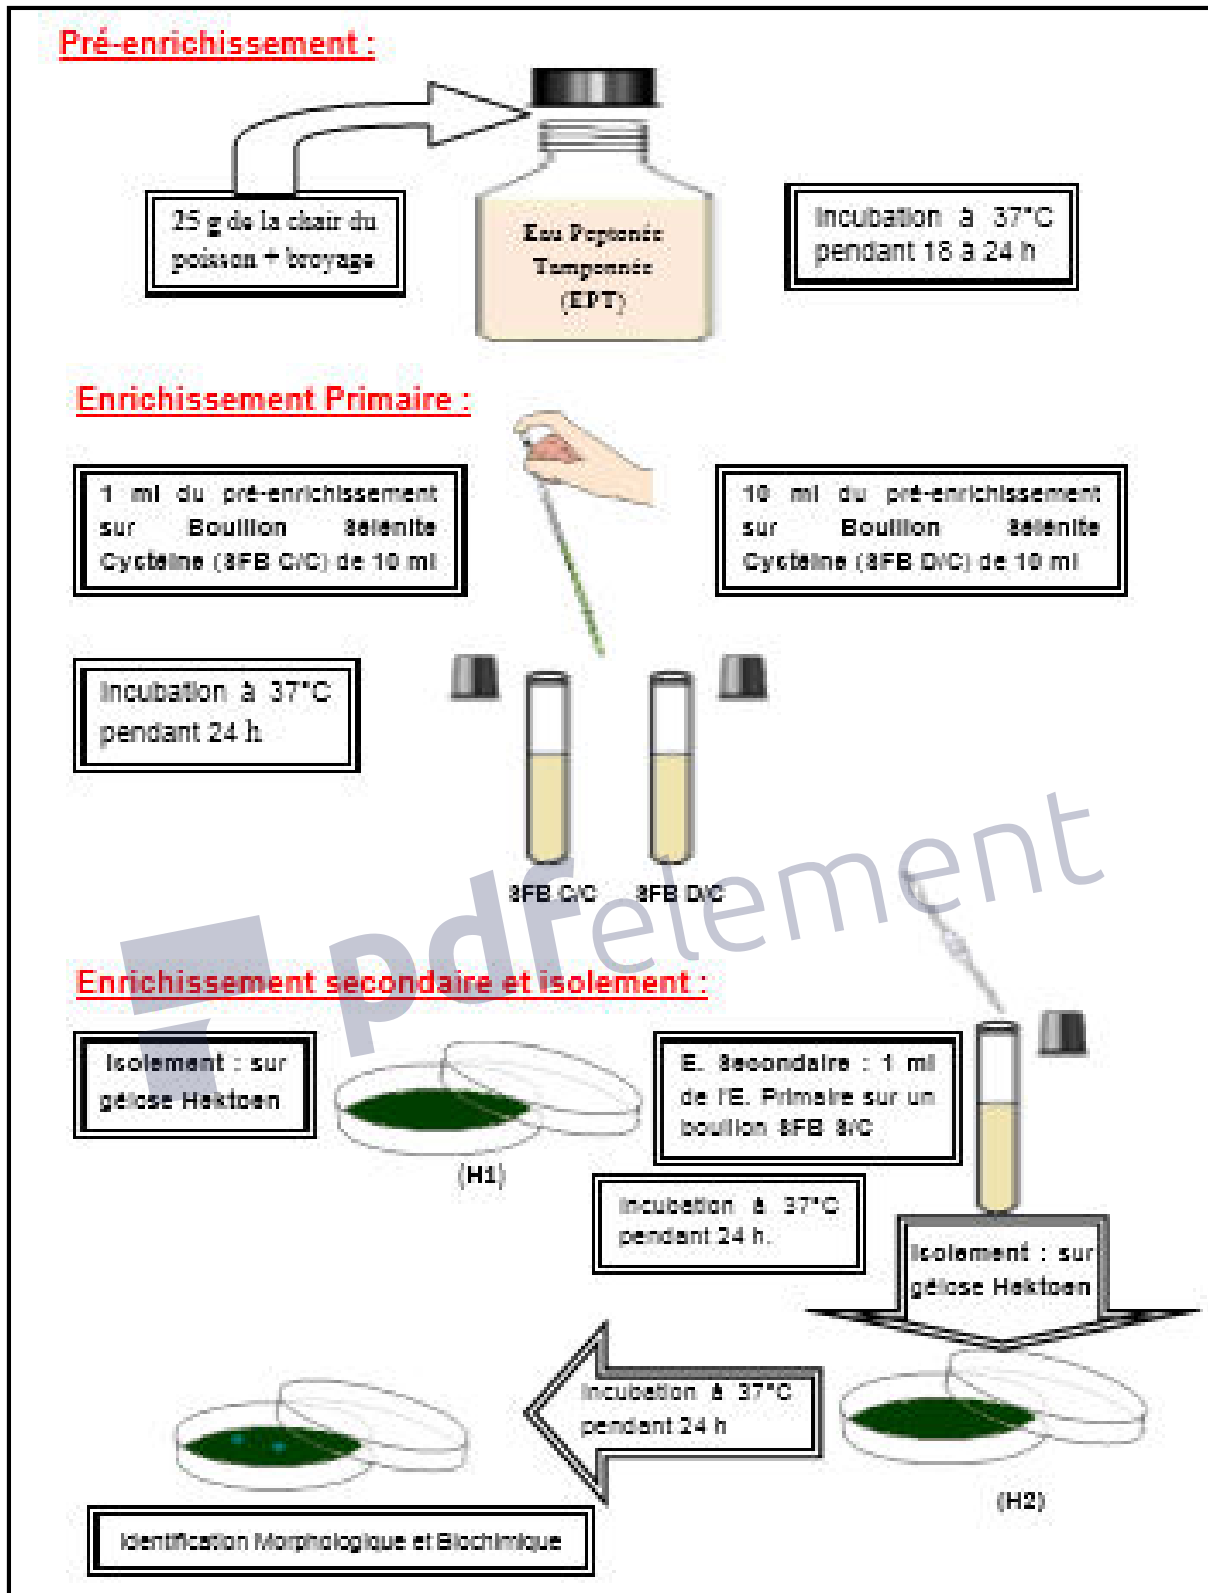 Pré-enrichissement :
25 g de la chair du
poisson + broyage
Eau Peptonée
Tamponnée
(EPT)
Incubation à 37°C
pendant 18 à 24 h
Enrichissement Primaire :
1 ml du pré-enrichissement
sur Bouillon Sélénite
Cystéine (SFB C/C) de 10 ml
10 ml du pré-enrichissement
sur Bouillon Sélénite
Cystéine (SFB D/C) de 10 ml
Incubation à 37°C
pendant 24 h
SFB C/C
SFB D/C
pdfelement
Enrichissement secondaire et isolement :
Isolement : sur
gélose Hektoen
(H1)
E. Secondaire : 1 ml
de l'E. Primaire sur un
bouillon SFB S/C
Incubation à 37°C
pendant 24 h.
Isolement : sur
gélose Hektoen
Incubation à 37°C
pendant 24 h
(H2)
Identification Morphologique et Biochimique